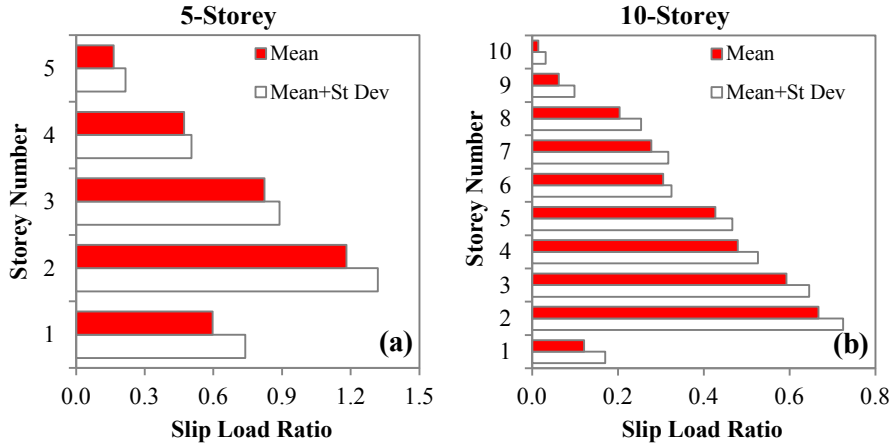 5-Storey
Mean
Mean+St Dev
5
4
3
2
1
Storey Number
(a)
0.0 0.3 0.6 0.9 1.2 1.5
Slip Load Ratio
10-Storey
Mean
Mean+St Dev
10
9
8
7
6
5
4
3
2
1
Storey Number
(b)
0.0 0.2 0.4 0.6 0.8
Slip Load Ratio